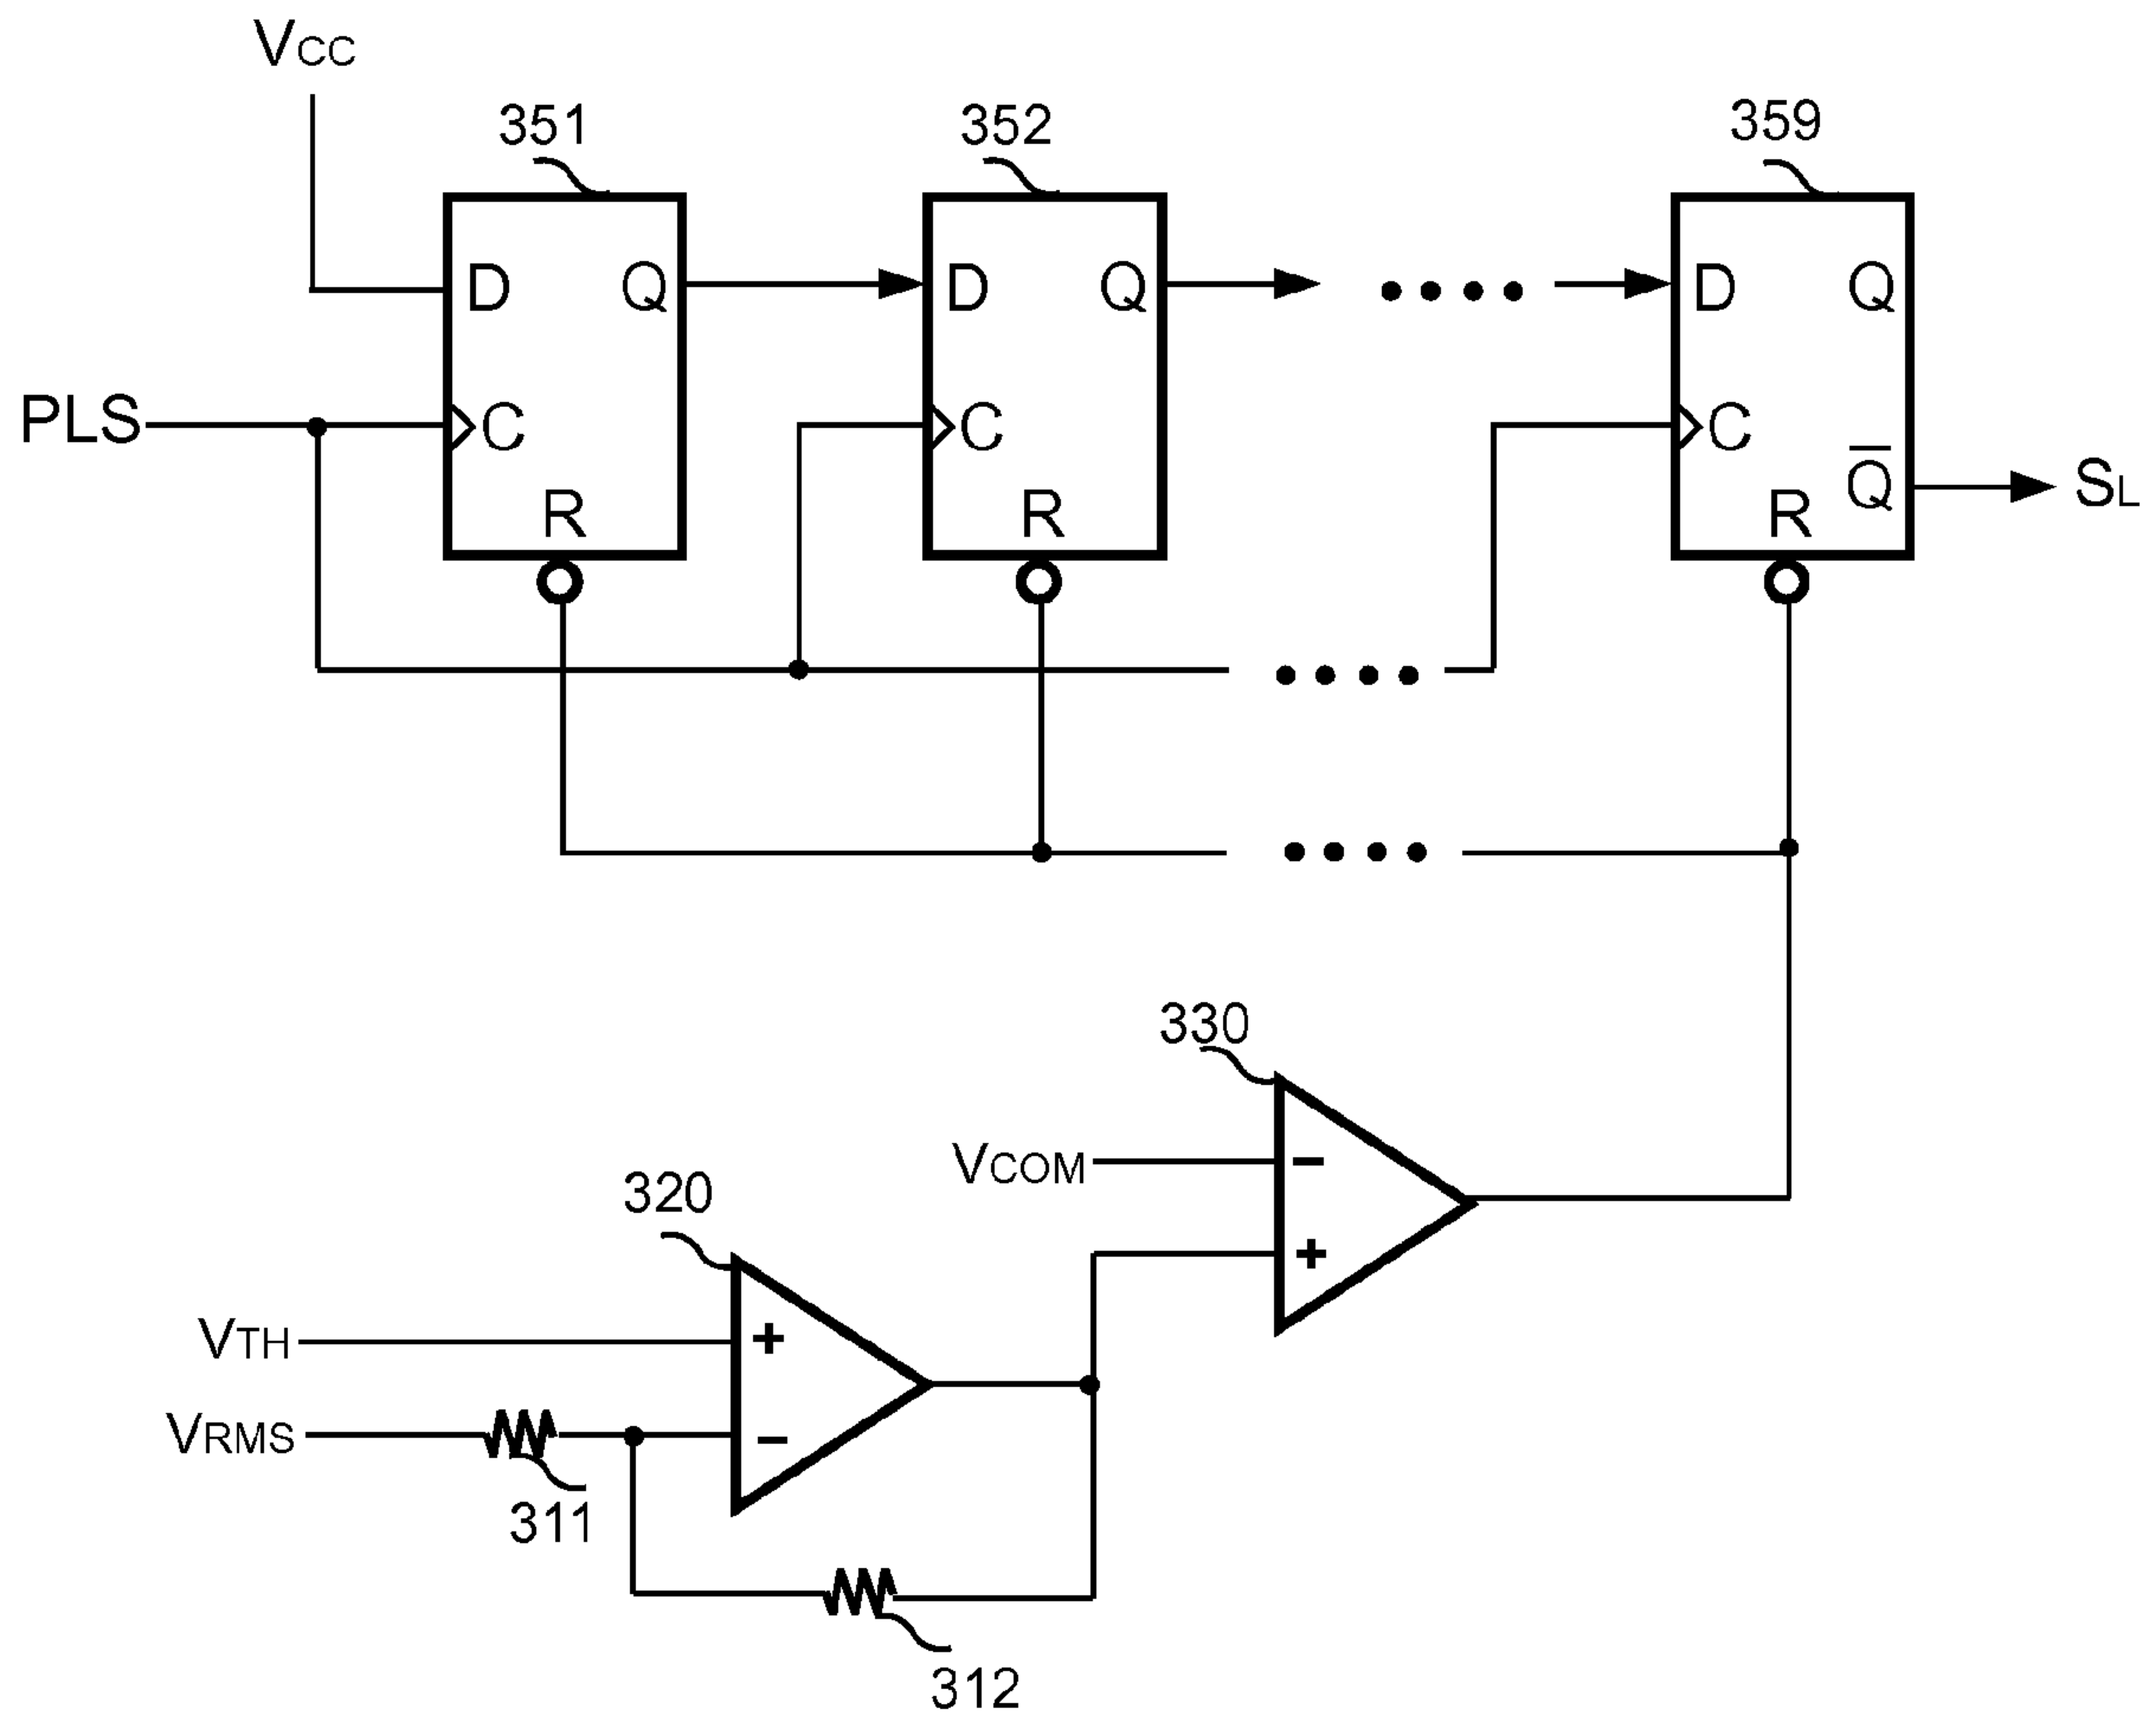 VCC
351
352
359
D
Q
D
Q
D
Q
PLS
C
C
C
R
R
R
Q
SL
330
VCOM
–
+
320
VTH
+
VRMS
–
311
312